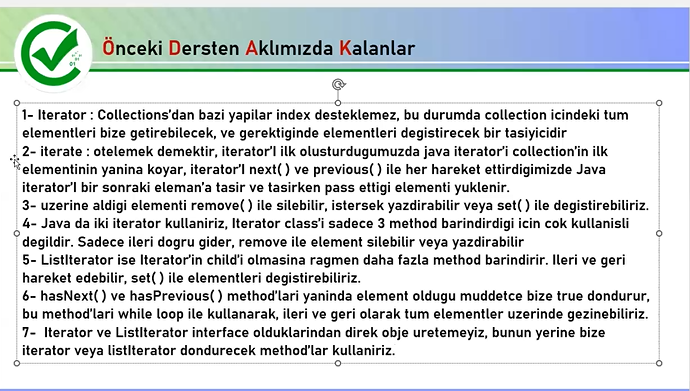 Önceki Dersten Aklımızda Kalanlar
1- Iterator : Collections'dan bazi yapilar index desteklemez, bu durumda collection icindeki tum
elementleri bize getirebilecek, ve gerektiginde elementleri degistirecek bir tasiyicidir
2- iterate : otelemek demektir, iterator'I ilk olusturdugumuzda java iterator'i collection'in ilk
elementinin yanina koyar, iterator'I next( ) ve previous( ) ile her hareket ettirdigimizde Java
iterator'I bir sonraki eleman'a tasir ve tasirken pass ettigi elementi yuklenir.
3- uzerine aldigi elementi remove( ) ile silebilir, istersek yazdirabilir veya set( ) ile degistirebiliriz.
4- Java da iki iterator kullaniriz, Iterator class'i sadece 3 method barindirdigi icin cok kullanisli
degildir. Sadece ileri dogru gider, remove ile element silebilir veya yazdirabilir
5- ListIterator ise Iterator'in child'i olmasina ragmen daha fazla method barindirir. Ileri ve geri
hareket edebilir, set( ) ile elementleri degistirebiliriz.
6- hasNext( ) ve hasPrevious( ) method'lari yaninda element oldugu muddetce bize true dondurur,
bu method'lari while loop ile kullanarak, ileri ve geri olarak tum elementler uzerinde gezinebiliriz.
7- Iterator ve ListIterator interface olduklarindan direk obje uretemeyiz, bunun yerine bize
iterator veya listIterator dondurecek method'lar kullaniriz.